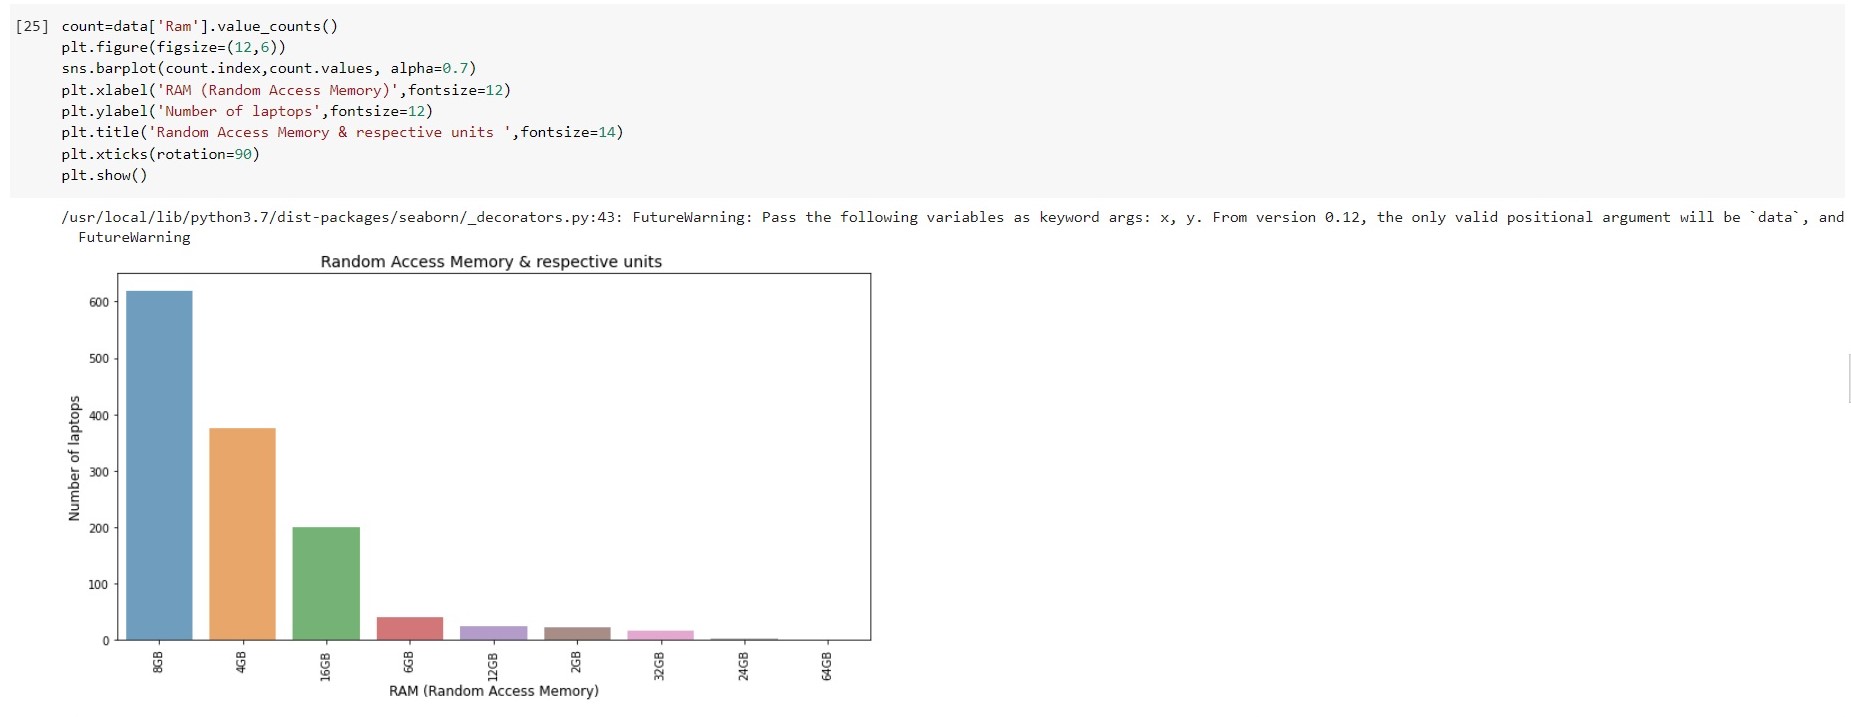 [25] count=data['Ram'].value_counts()
plt.figure(figsize=(12,6))
sns.barplot(count.index,count.values, alpha=0.7)
plt.xlabel('RAM (Random Access Memory)',fontsize=12)
plt.ylabel('Number of laptops',fontsize=12)
plt.title('Random Access Memory & respective units ',fontsize=14)
plt.xticks(rotation=90)
plt.show()
/usr/local/lib/python3.7/dist-packages/seaborn/_decorators.py:43: FutureWarning: Pass the following variables as keyword args: x, y. From version 0.12, the only valid positional argument will be `data`, and
FutureWarning
Random Access Memory & respective units
600
500
400
300
200
100
0
Number of laptops
8GB 4GB 16GB 6GB 12GB 2GB 32GB 24GB 64GB
RAM (Random Access Memory)